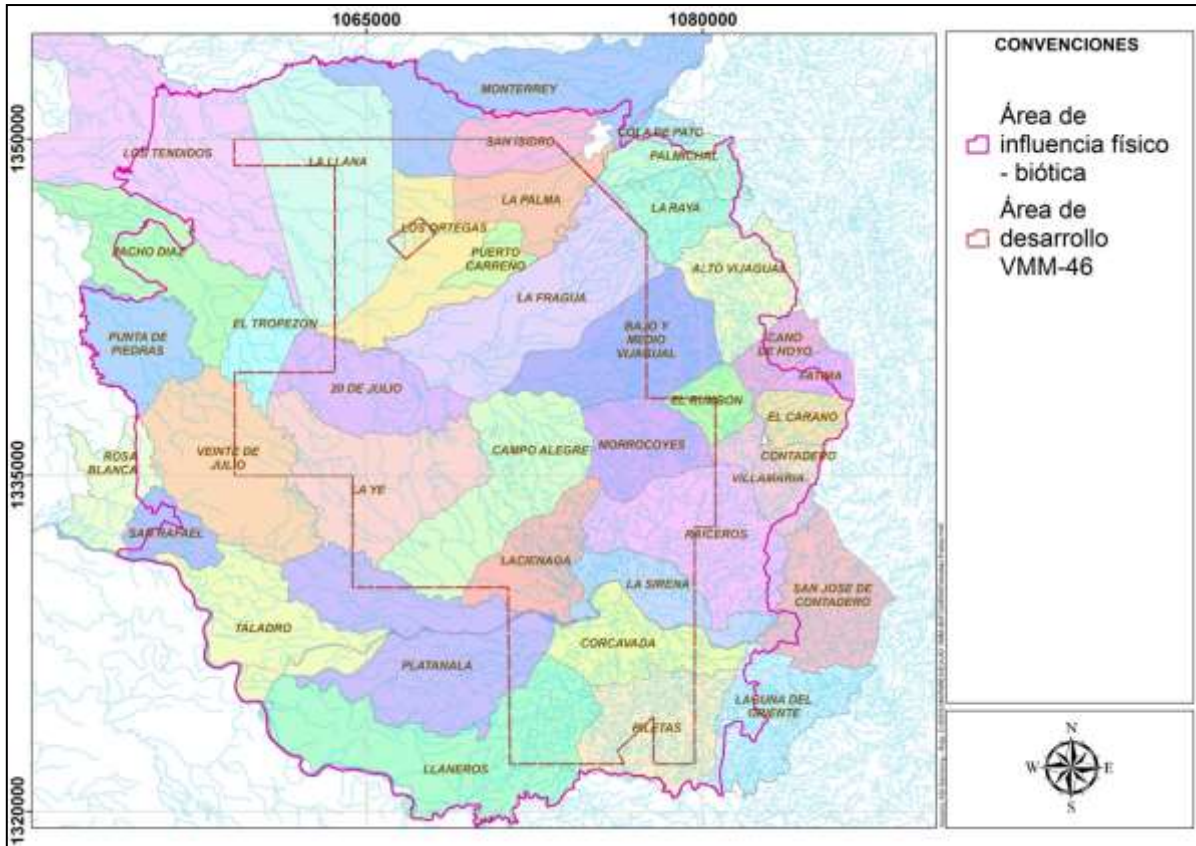 1065000
1080000
1350000
1335000
1320000
MONTERREY
LOS TENDIDOS
LA LLANA
SAN ISIDRO
COLA DE PATO
PALMICHAL
LA PALMA
LA RAYA
LOS ORTEGAS
PUERTO
CARREÑO
PACHO DIAZ
ALTO VIJAGUAL
LA FRAGUA
EL TROPEZON
PUNTA DE
PIEDRAS
BAJO Y
MEDIO
VIJAGUAL
CANO
DE HOYO
FATIMA
20 DE JULIO
EL RUMBON
EL CARANO
ROSA
BLANCA
VEINTE DE
JULIO
CAMPO ALEGRE
MORROCOYES
CONTADERO
VILLAMARIA
LA YE
SAN RAFAEL
LACIENAGA
RAICEROS
LA SIRENA
SAN JOSE DE
CONTADERO
TALADRO
CORCAVADA
PLATANALA
LAGUNA DEL
ORIENTE
HILETAS
LLANEROS
CONVENCIONES
Área de
influencia físico
- biótica
Área de
desarrollo
VMM-46
N
W
E
S